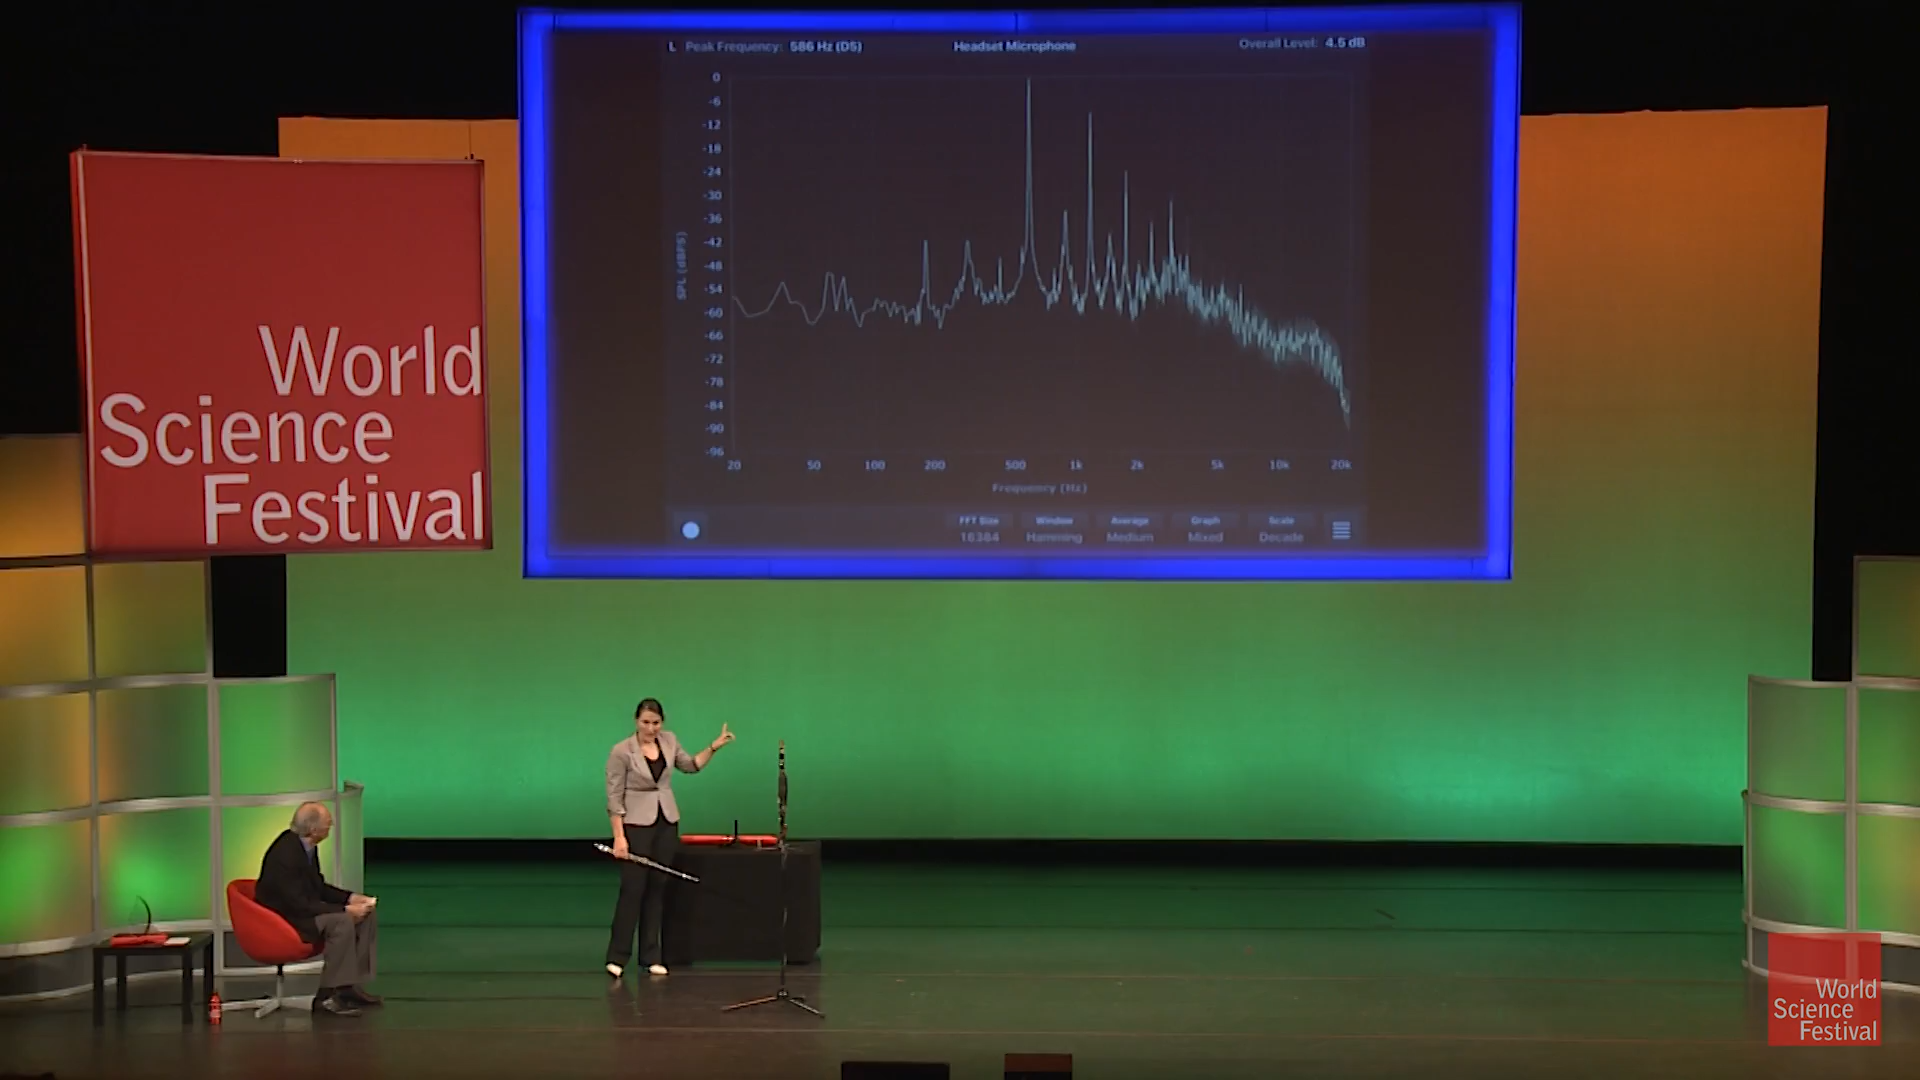 L Peak Frequency: 586 Hz (D5) Headset Microphone Overall Level: 4.5 dB
0
-6
-12
-18
-24
-30
-36
-42
-48
-54
-60
-66
-72
-78
-84
-90
-96
SPL (dBFS)
20 50 100 200 500 1k 2k 5k 10k 20k
Frequency (Hz)
FFT Size Window Average Graph Scale
16384 Hamming Medium Mixed Decade
World
Science
Festival
World
Science
Festival